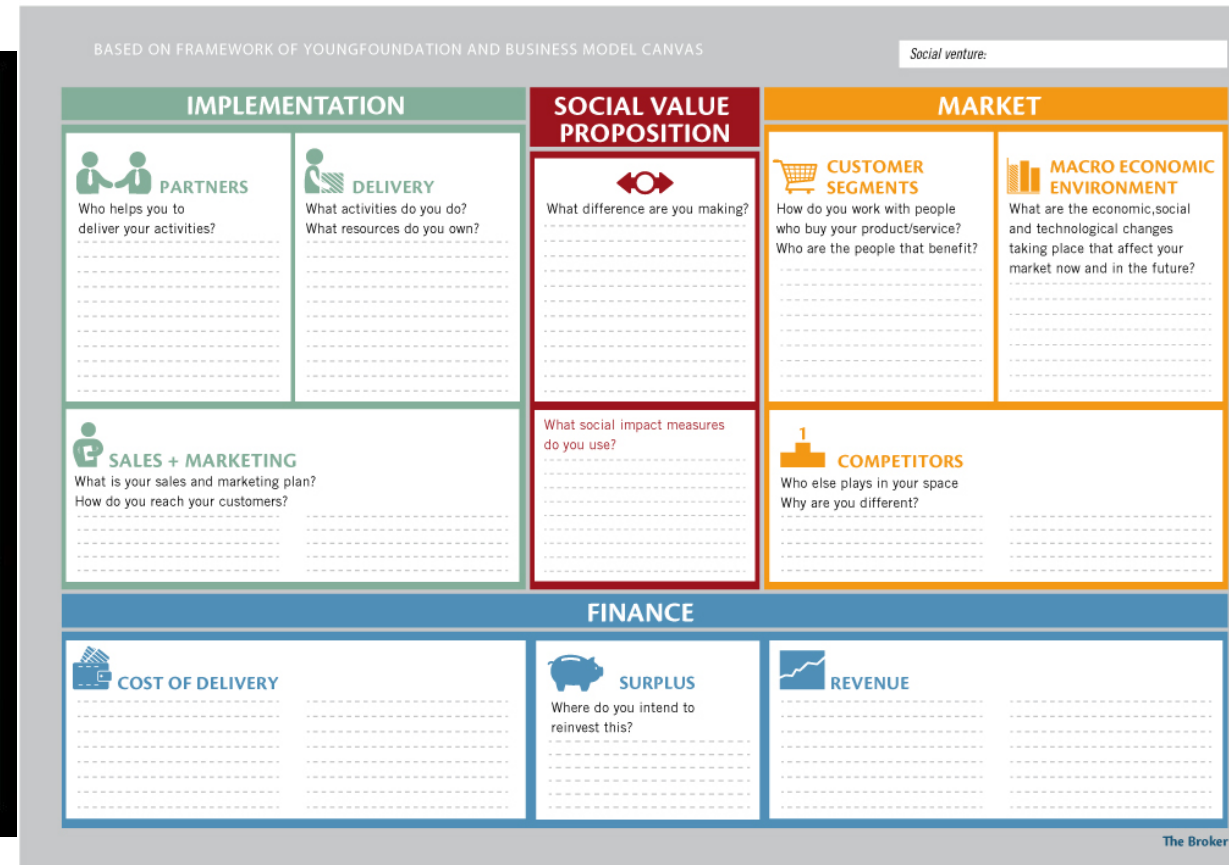 BASED ON FRAMEWORK OF YOUNGFOUNDATION AND BUSINESS MODEL CANVAS
Social venture:
IMPLEMENTATION
PARTNERS
Who helps you to
deliver your activities?
DELIVERY
What activities do you do?
What resources do you own?
SALES + MARKETING
What is your sales and marketing plan?
How do you reach your customers?
SOCIAL VALUE
PROPOSITION
What difference are you making?
What social impact measures
do you use?
MARKET
CUSTOMER
SEGMENTS
How do you work with people
who buy your product/service?
Who are the people that benefit?
MACRO ECONOMIC
ENVIRONMENT
What are the economic,social
and technological changes
taking place that affect your
market now and in the future?
1
COMPETITORS
Who else plays in your space
Why are you different?
FINANCE
COST OF DELIVERY
SURPLUS
Where do you intend to
reinvest this?
REVENUE
The Broker